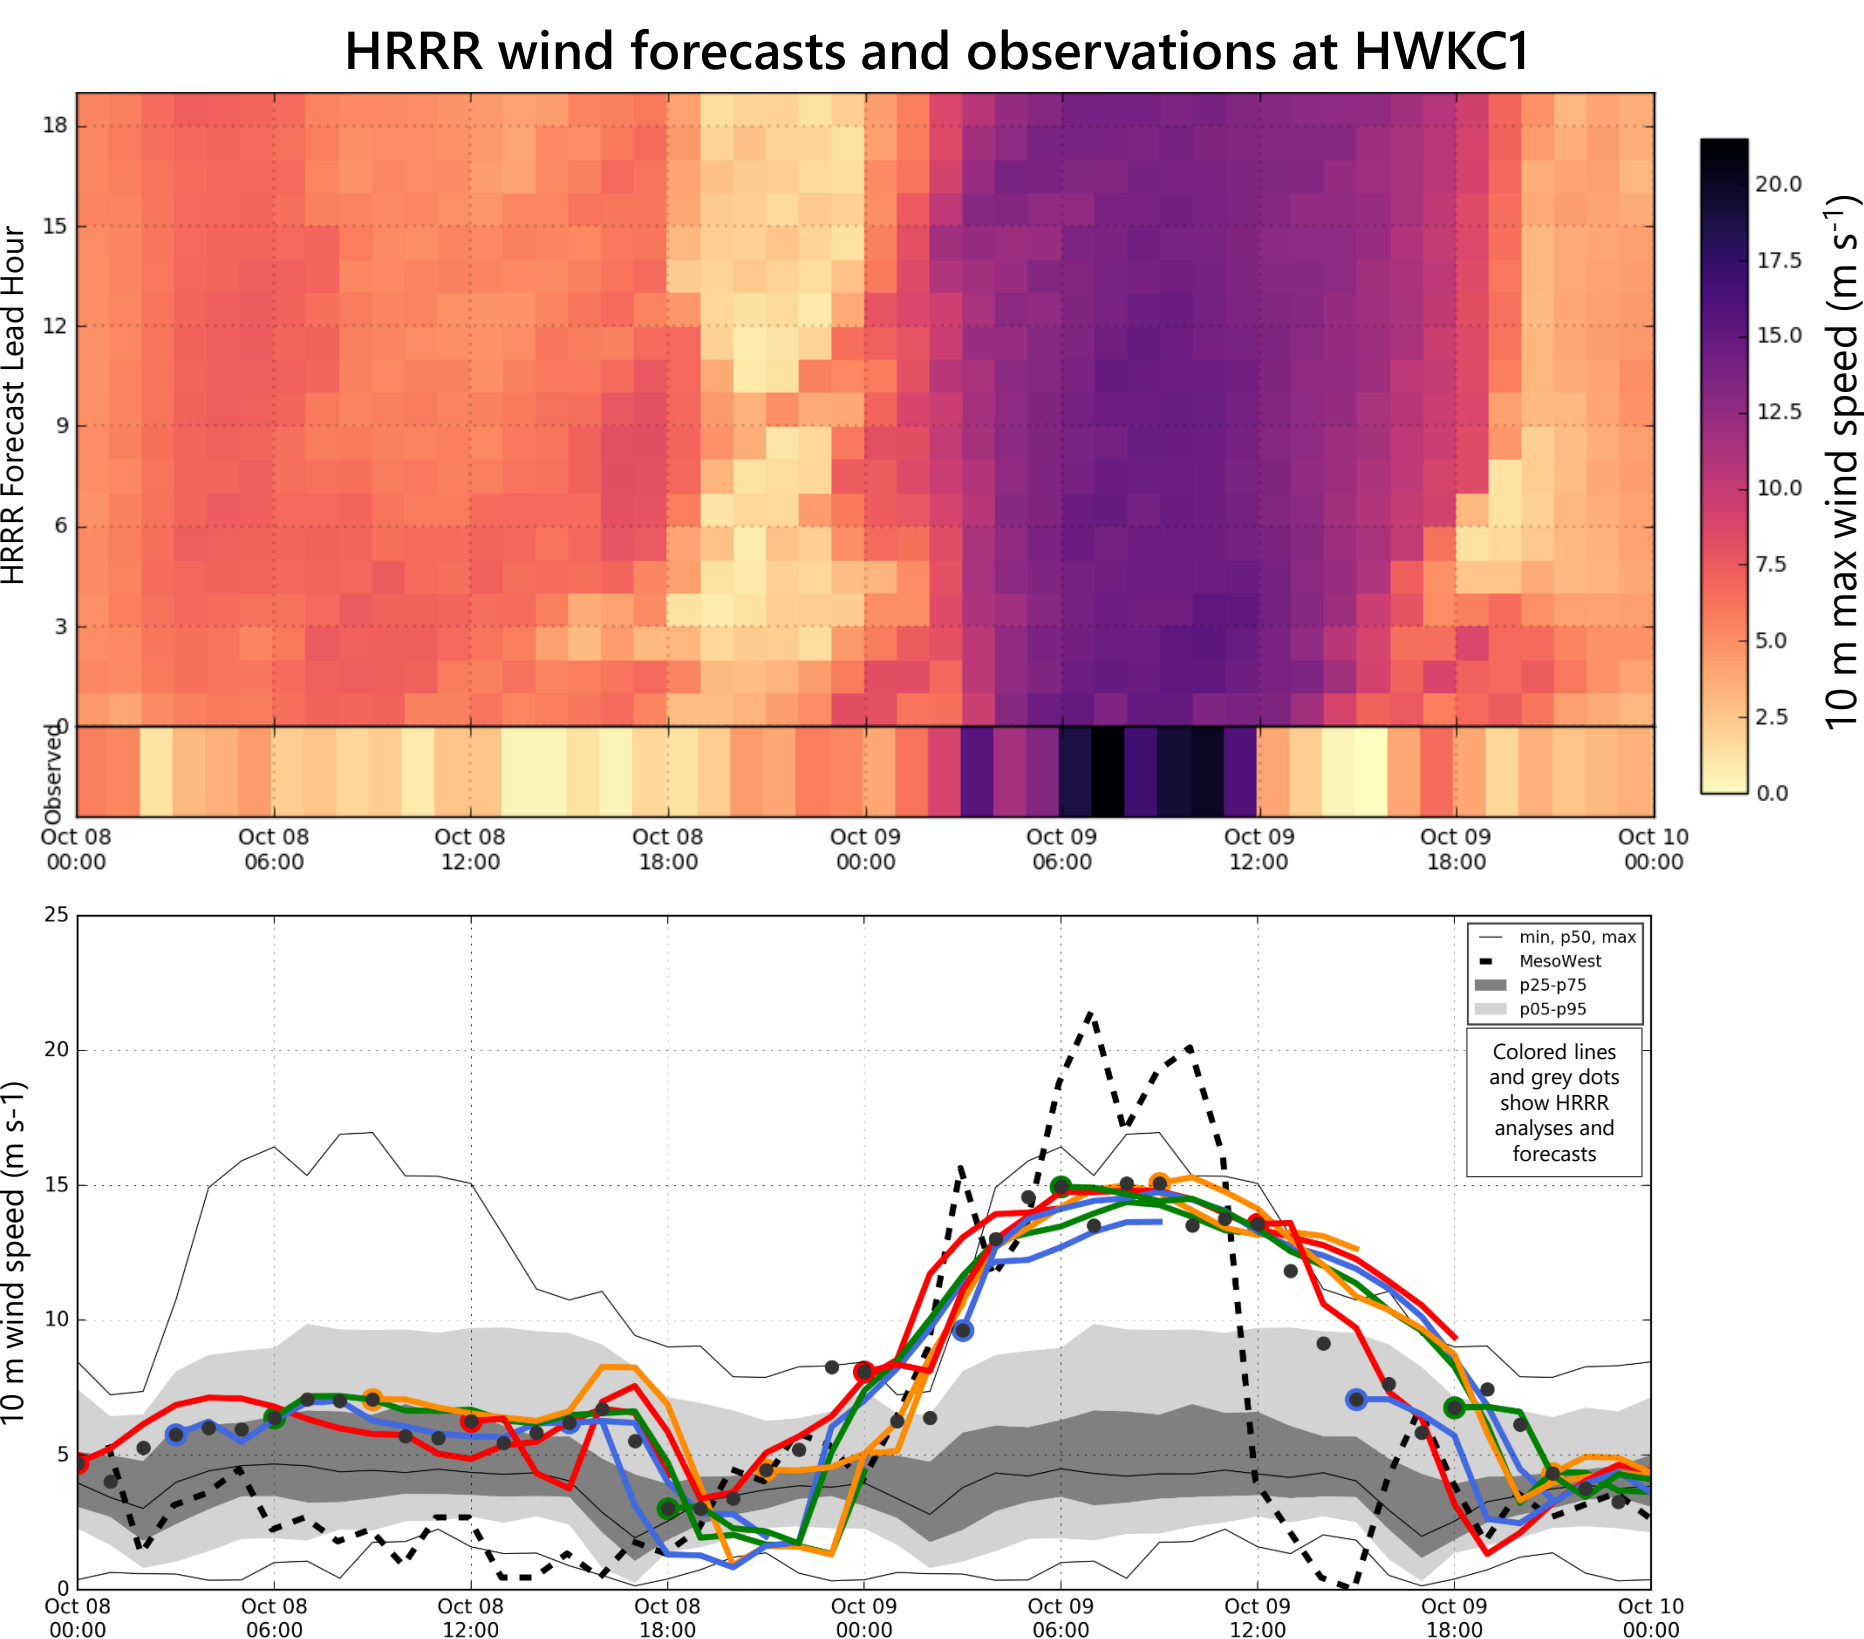 HRRR wind forecasts and observations at HWKC1
HRRR Forecast Lead Hour
18
15
12
9
6
3
0
Observed
Oct 08
00:00
Oct 08
06:00
Oct 08
12:00
Oct 08
18:00
Oct 09
00:00
Oct 09
06:00
Oct 09
12:00
Oct 09
18:00
Oct 10
00:00
20.0
17.5
15.0
12.5
10.0
7.5
5.0
2.5
0.0
10 m max wind speed (m s-1)
10 m wind speed (m s-1)
25
20
15
10
5
0
min, p50, max
MesoWest
p25-p75
p05-p95
Colored lines
and grey dots
show HRRR
analyses and
forecasts
Oct 08
00:00
Oct 08
06:00
Oct 08
12:00
Oct 08
18:00
Oct 09
00:00
Oct 09
06:00
Oct 09
12:00
Oct 09
18:00
Oct 10
00:00